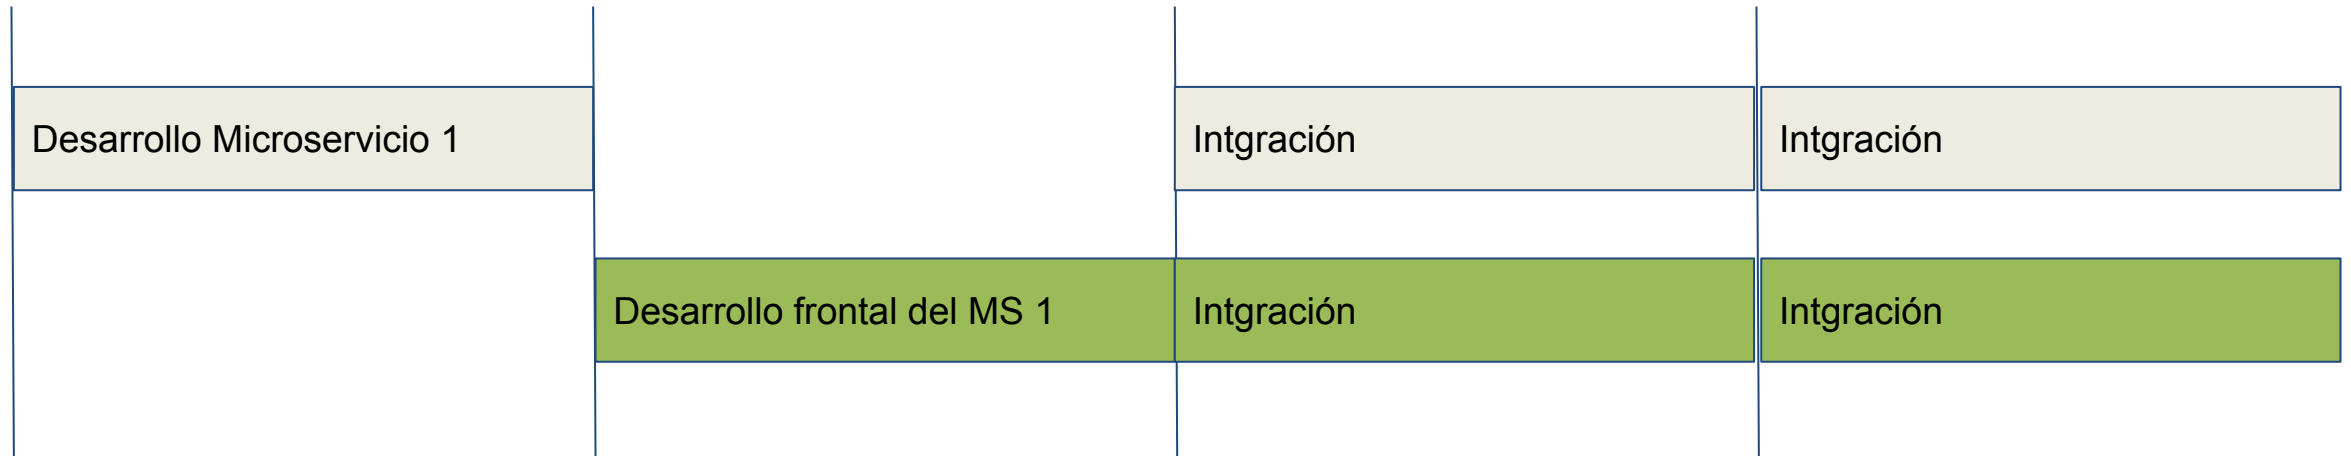 Desarrollo Microservicio 1
Intgración
Intgración
Desarrollo frontal del MS 1
Intgración
Intgración